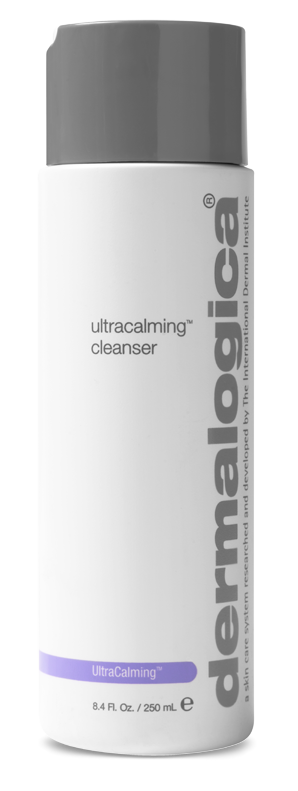 ultracalming™
cleanser
UltraCalming™
8.4 Fl. Oz. / 250 mL ℮
dermalogica®
a skin care system researched and developed by The International Dermal Institute